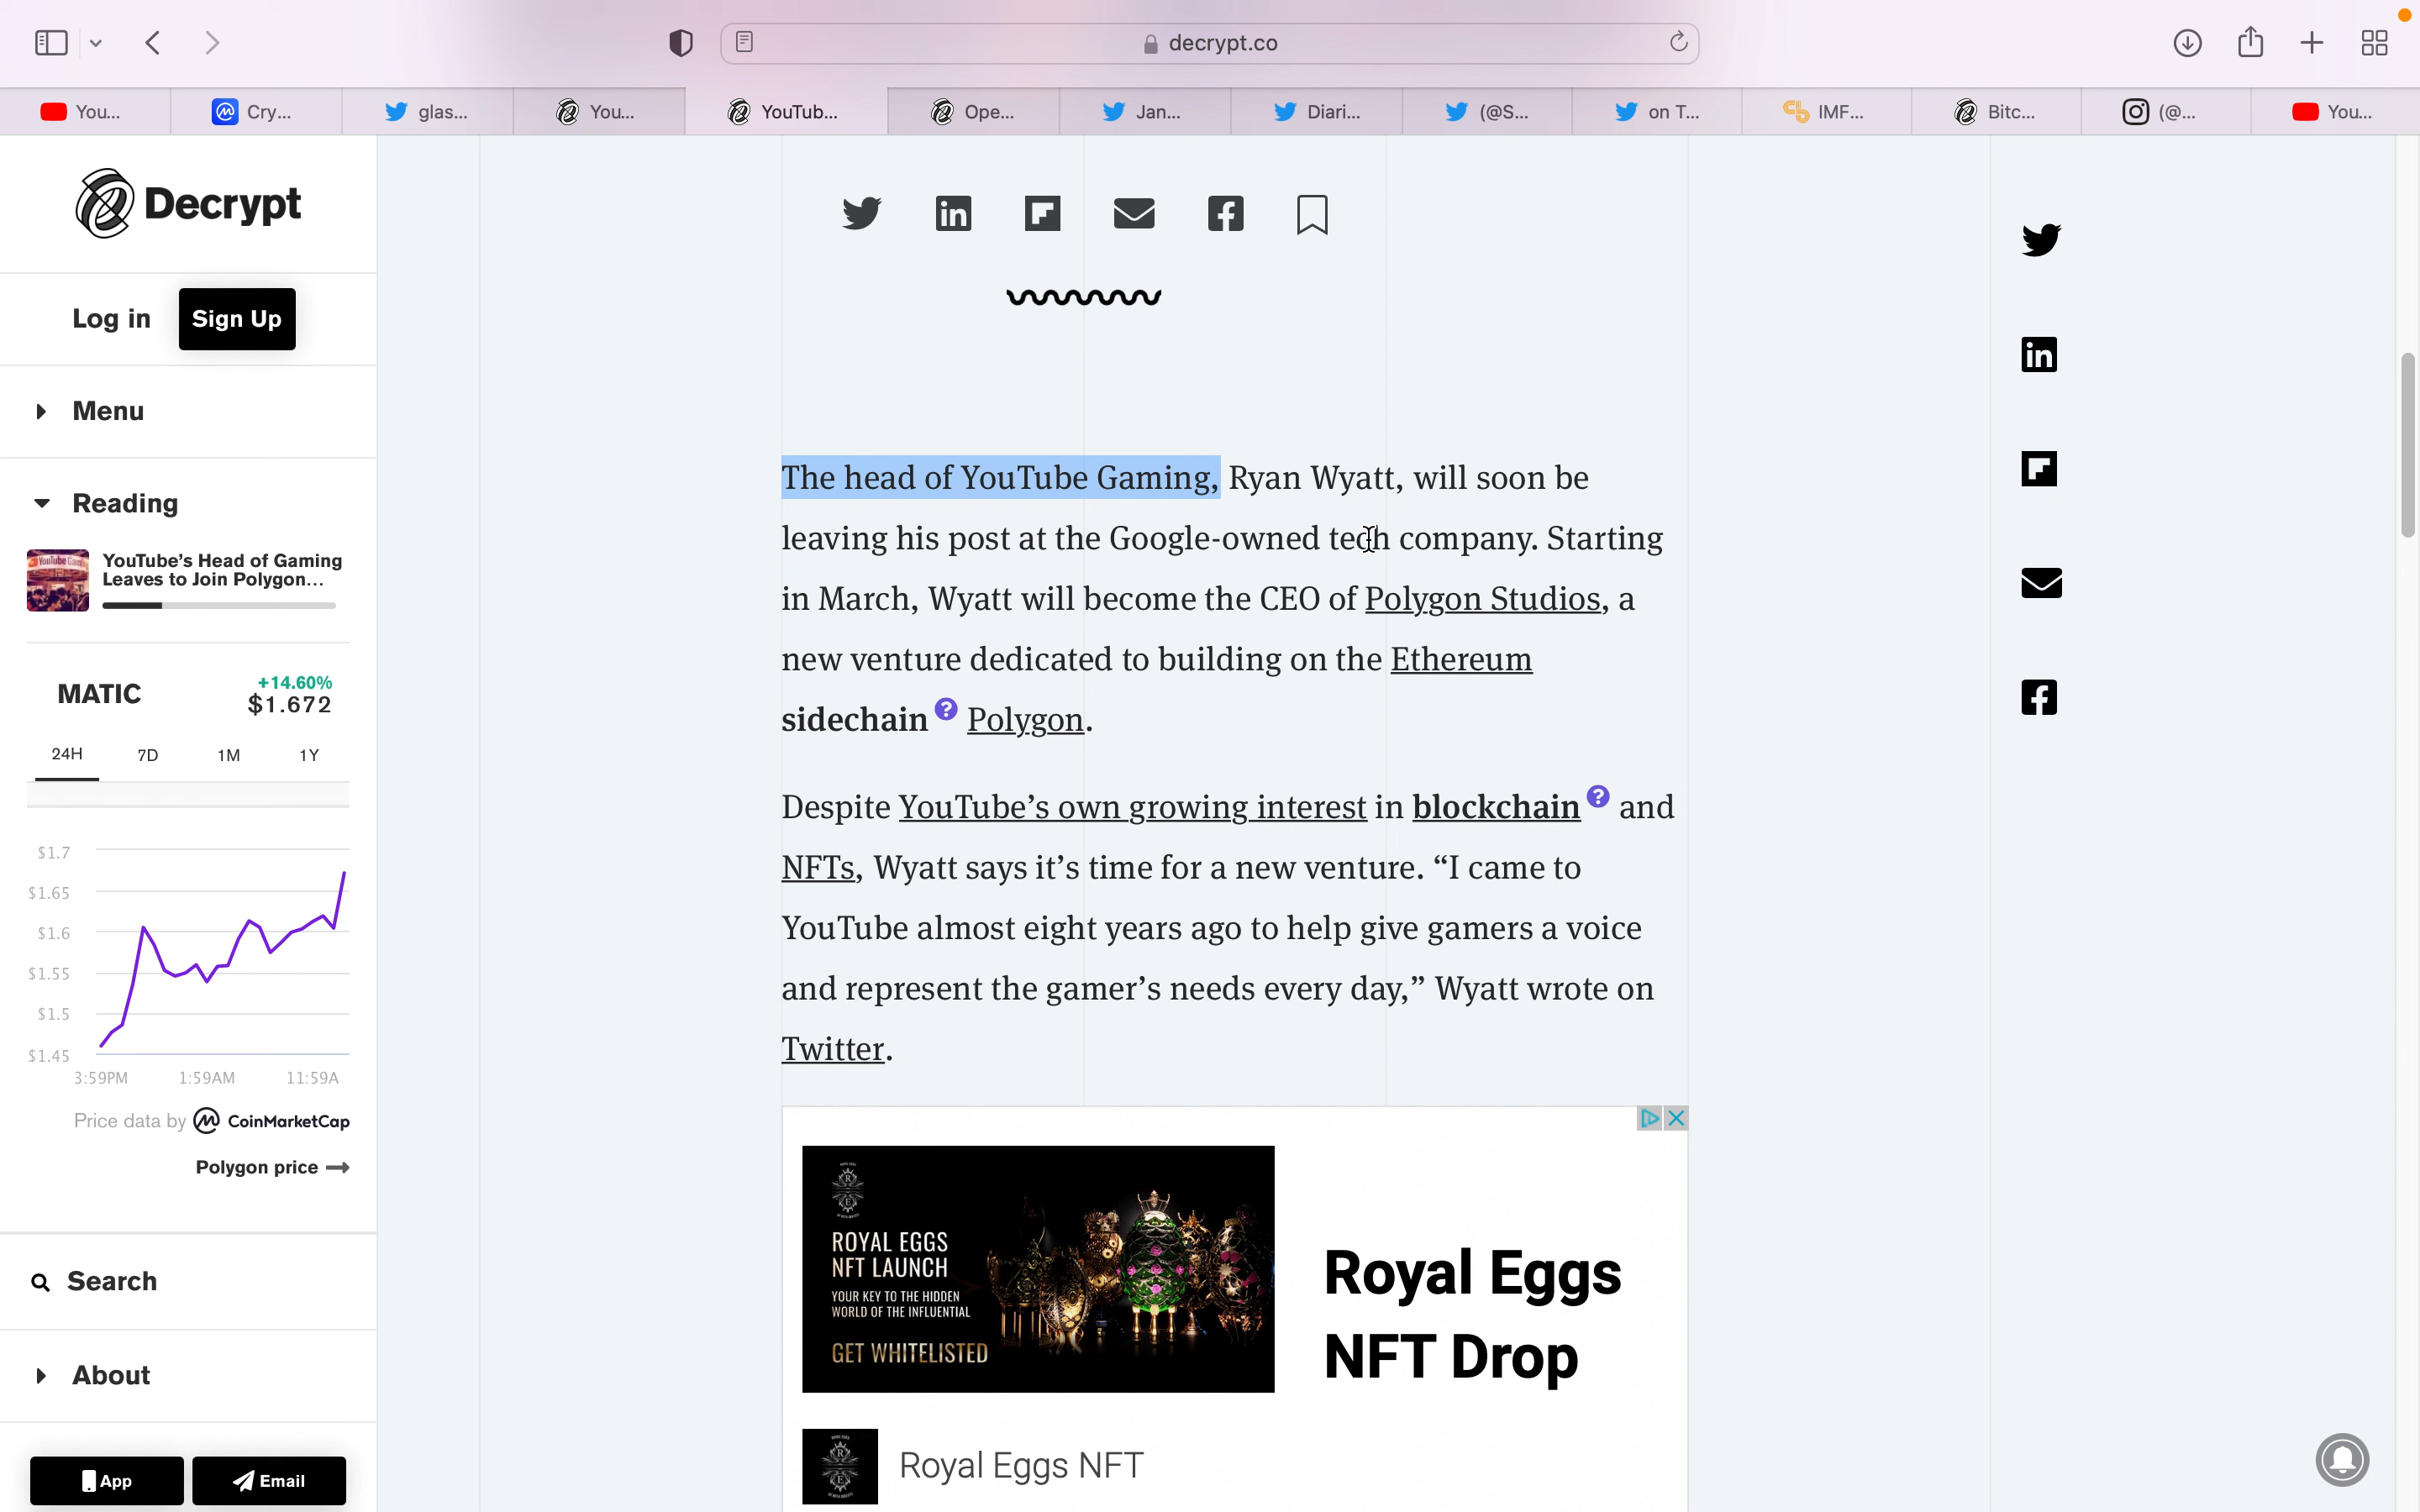 decrypt.co
You...
Cry...
glas...
You...
YouTub...
Ope...
Jan...
Diari...
(@S...
on T...
IMF...
Bitc...
(@...
You...
Decrypt
Log in
Sign Up
Menu
Reading
YouTube's Head of Gaming
Leaves to Join Polygon...
MATIC
+14.60%
$1.672
24H 7D 1M 1Y
$1.7
$1.65
$1.6
$1.55
$1.5
$1.45
3:59PM 1:59AM 11:59A
Price data by CoinMarketCap
Polygon price
Search
About
App
Email
The head of YouTube Gaming, Ryan Wyatt, will soon be
leaving his post at the Google-owned tech company. Starting
in March, Wyatt will become the CEO of Polygon Studios, a
new venture dedicated to building on the Ethereum
sidechain ? Polygon.
Despite YouTube’s own growing interest in blockchain ? and
NFTs, Wyatt says it’s time for a new venture. “I came to
YouTube almost eight years ago to help give gamers a voice
and represent the gamer’s needs every day,” Wyatt wrote on
Twitter.
ROYAL EGGS
NFT LAUNCH
YOUR KEY TO THE HIDDEN
WORLD OF THE INFLUENTIAL
GET WHITELISTED
Royal Eggs
NFT Drop
Royal Eggs NFT